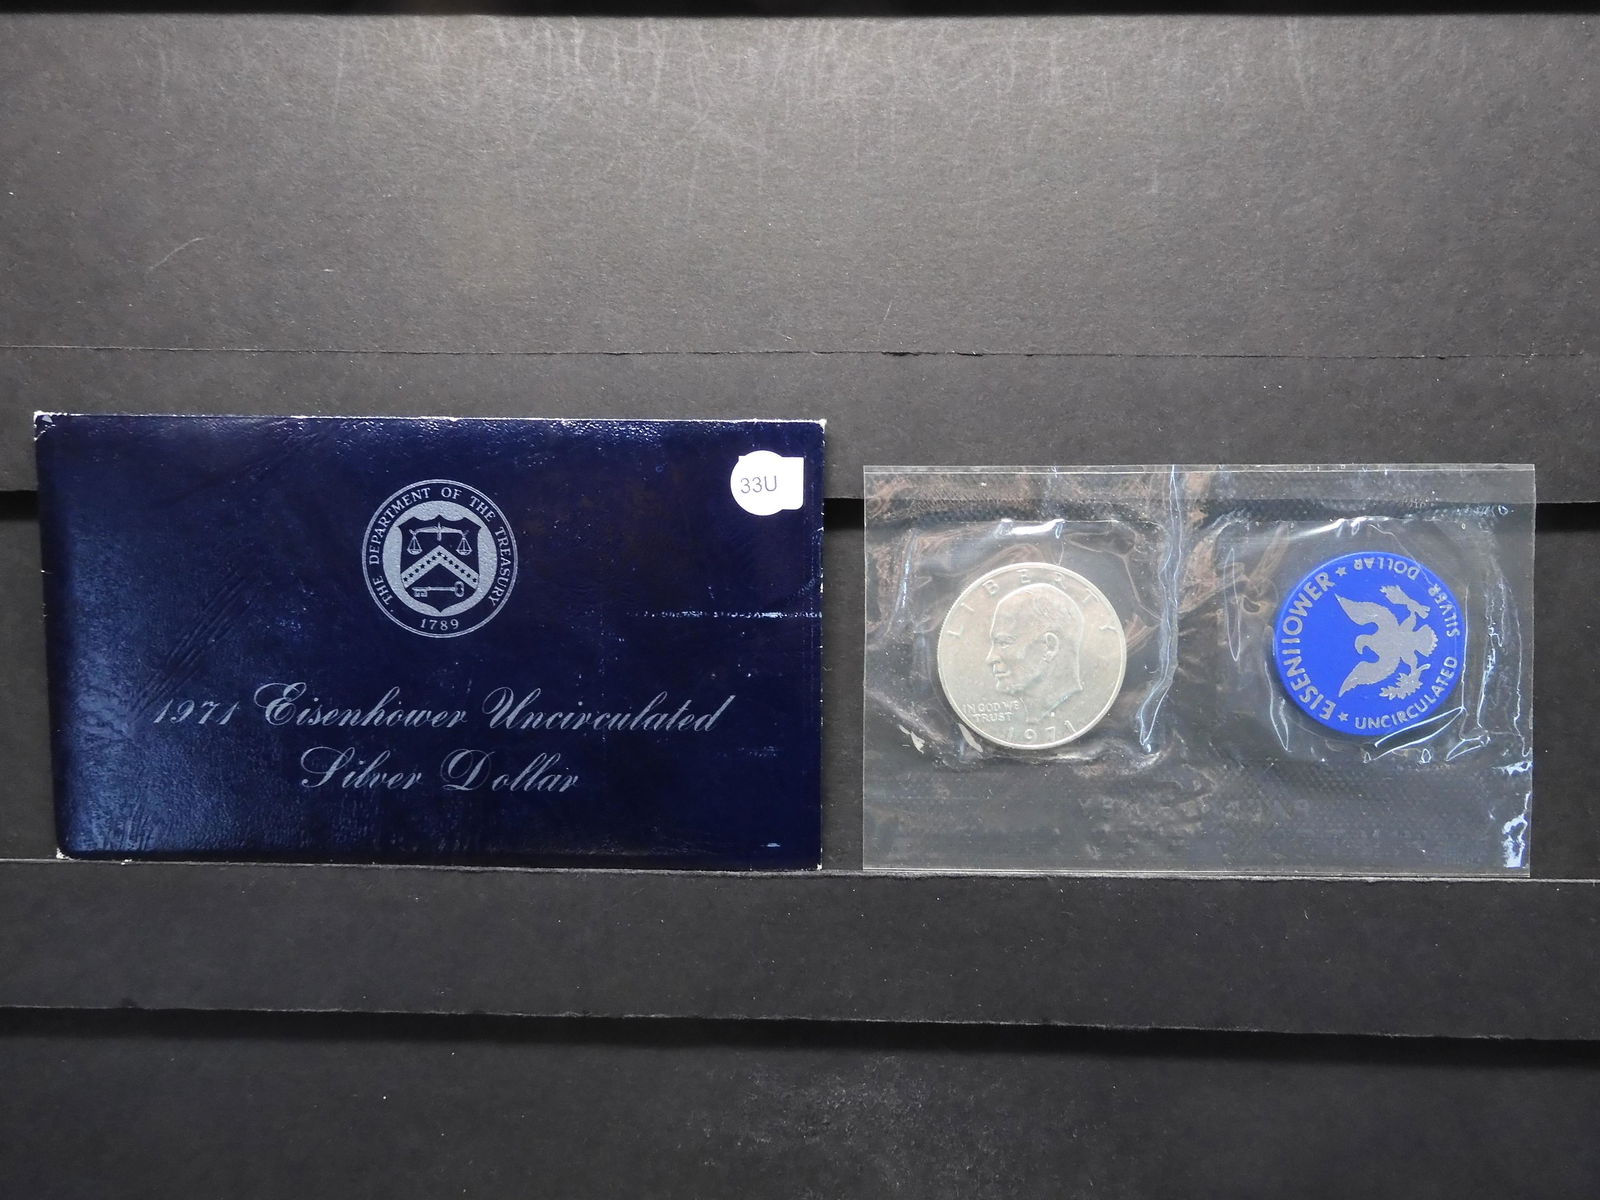 THE DEPARTMENT OF THE TREASURY
1789
33U
1971 Eisenhower Uncirculated
Silver Dollar
LIBERTY
IN GOD WE
TRUST
1971
EISENHOWER ★ SILVER DOLLAR
★ UNCIRCULATED